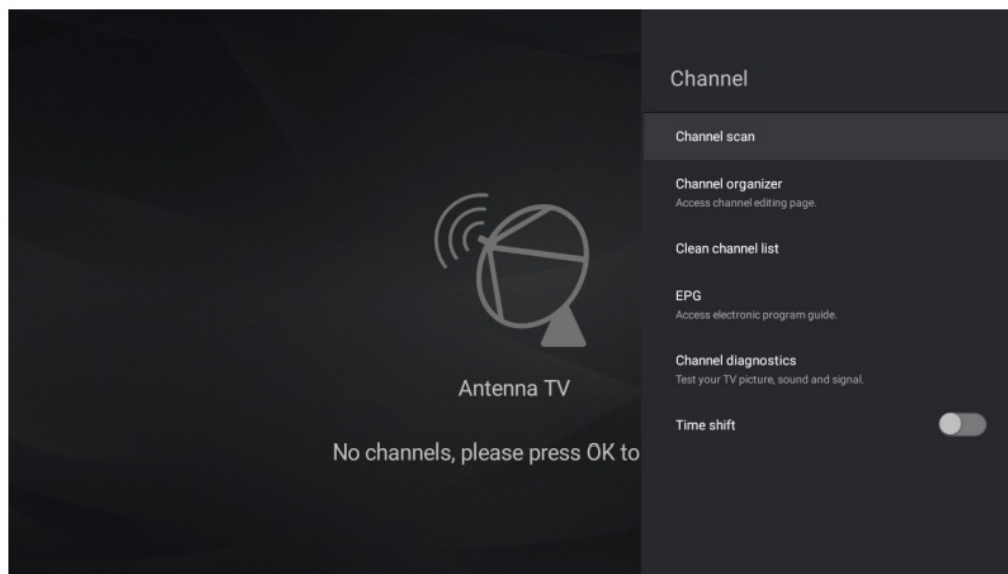 Channel
Channel scan
Channel organizer
Access channel editing page.
Clean channel list
EPG
Access electronic program guide.
Channel diagnostics
Test your TV picture, sound and signal.
Time shift
Antenna TV
No channels, please press OK to